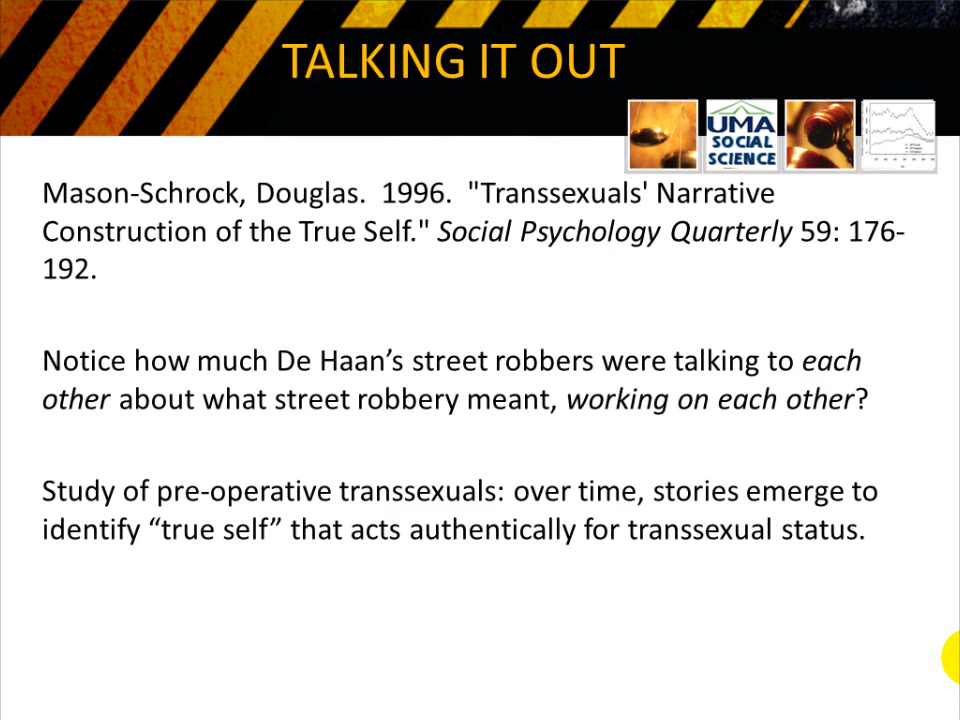 TALKING IT OUT
UMA
SOCIAL
SCIENCE
Mason-Schrock, Douglas.  1996.  "Transsexuals' Narrative
Construction of the True Self." Social Psychology Quarterly 59: 176-
192.
Notice how much De Haan’s street robbers were talking to each
other about what street robbery meant, working on each other?
Study of pre-operative transsexuals: over time, stories emerge to
identify “true self” that acts authentically for transsexual status.